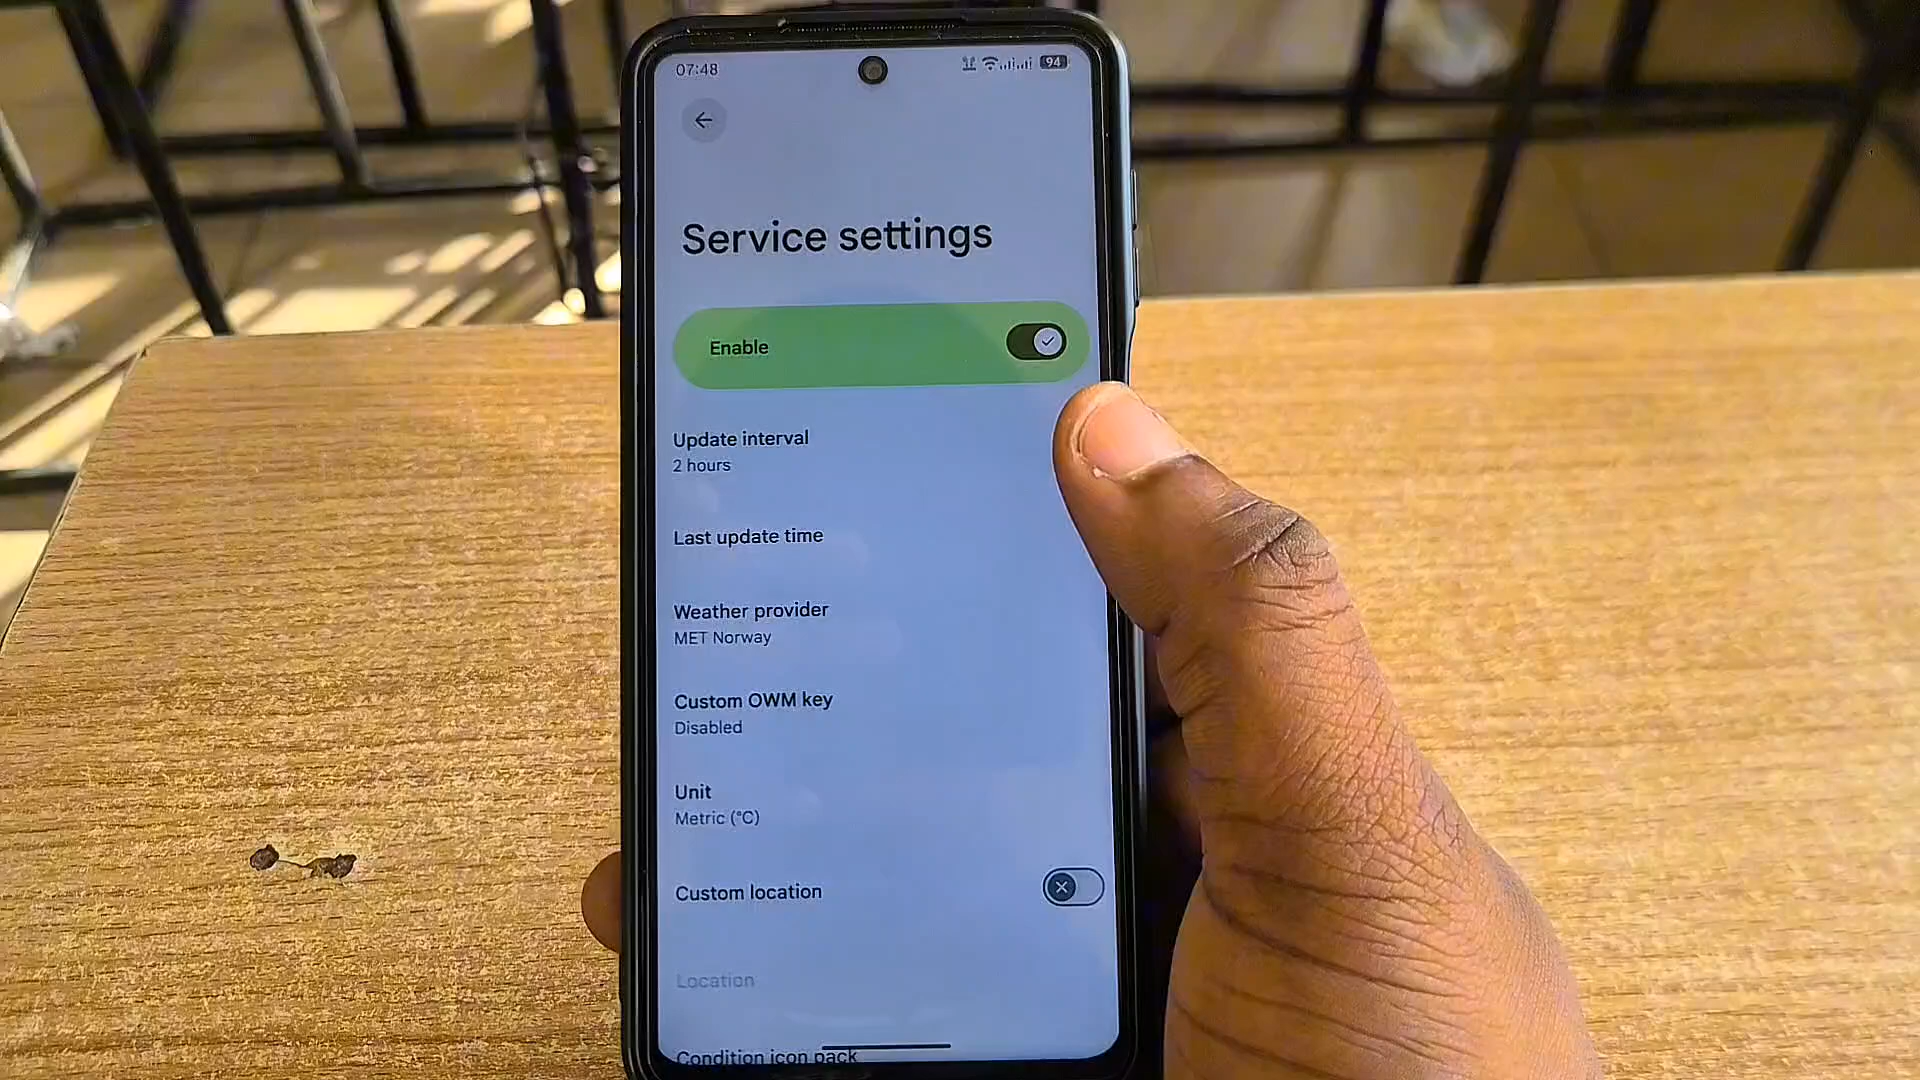 07:48
94
Service settings
Enable
Update interval
2 hours
Last update time
Weather provider
MET Norway
Custom OWM key
Disabled
Unit
Metric (°C)
Custom location
Location
Condition icon pack